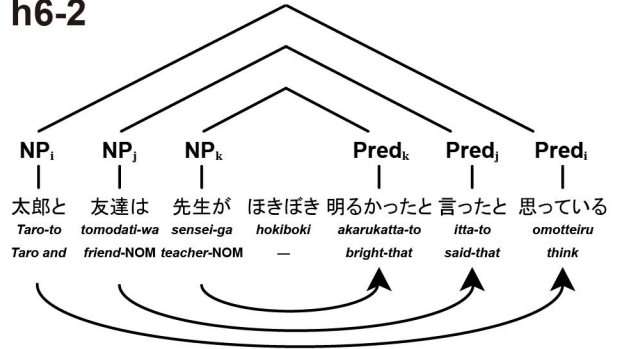 h6-2
NPi NPj NPk Predk Predj Predi
太郎と 友達は 先生が ほきぼき 明るかったと 言ったと 思っている
Taro-to tomodati-wa sensei-ga hokiboki akarukatta-to itta-to omotteiru
Taro and friend-NOM teacher-NOM — bright-that said-that think